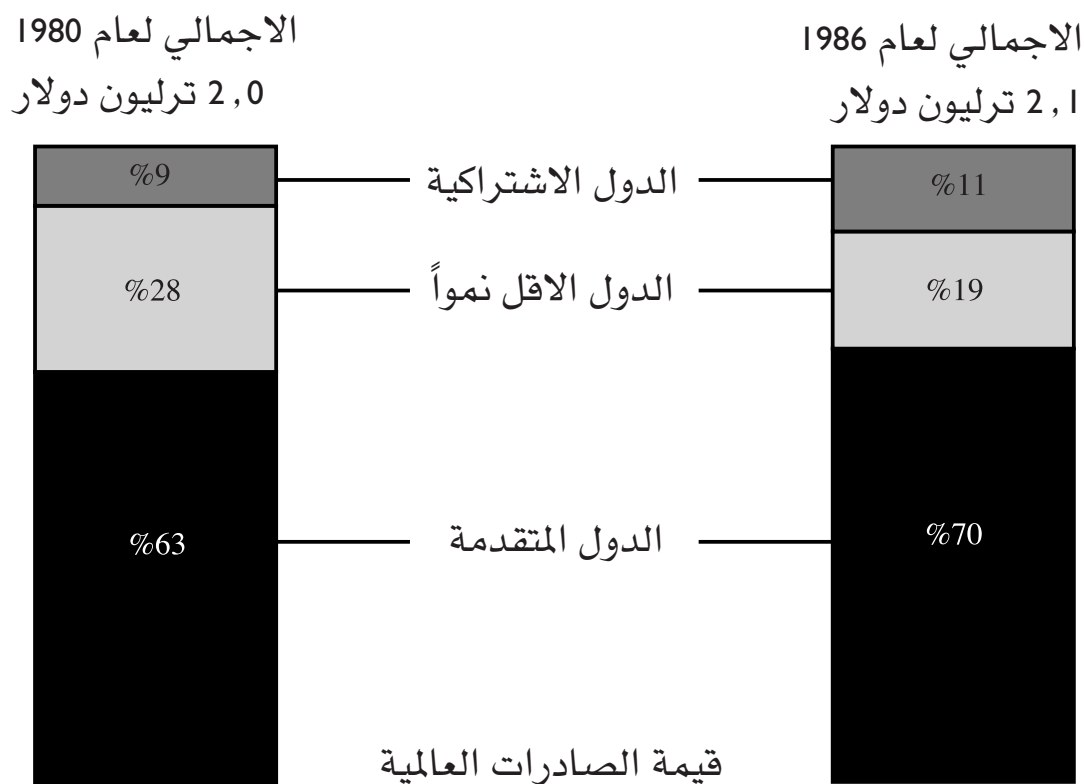 الاجمالي لعام 1986
2,1 ترليون دولار
الاجمالي لعام 1980
2,0 ترليون دولار
%11
الدول الاشتراكية
%9
%19
الدول الاقل نمواً
%28
%70
الدول المتقدمة
%63
قيمة الصادرات العالمية